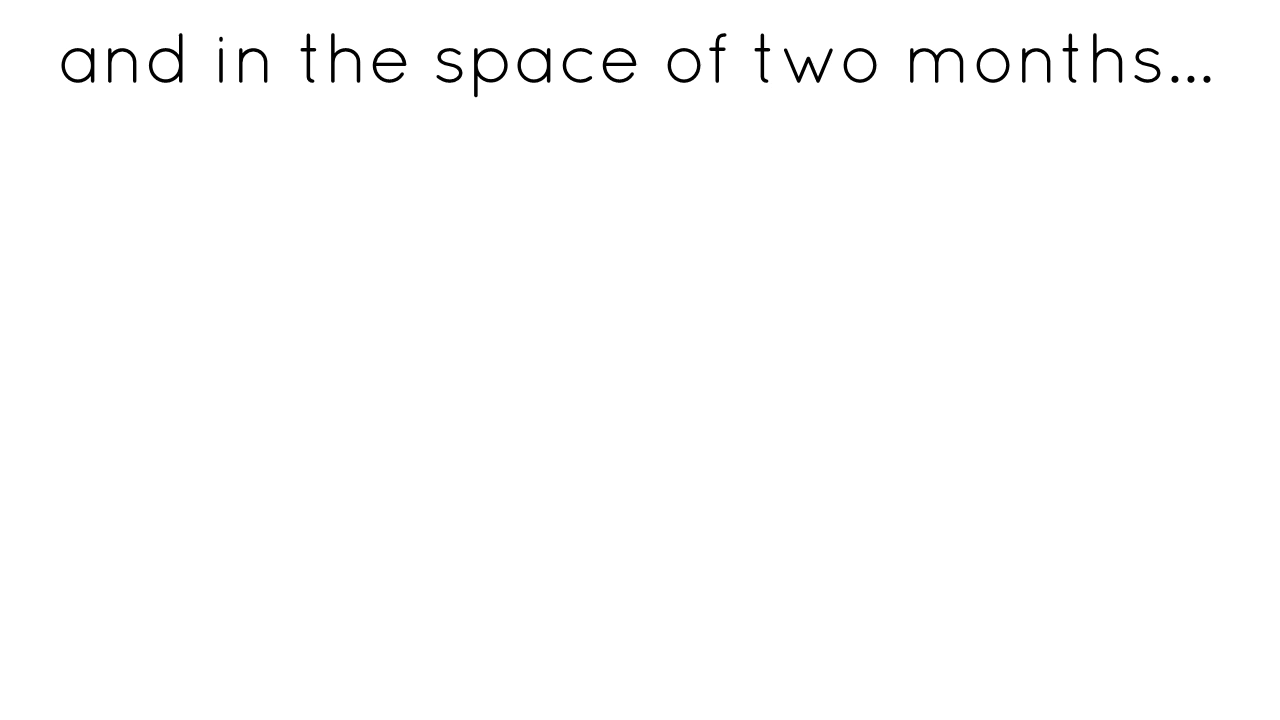 and in the space of two months...